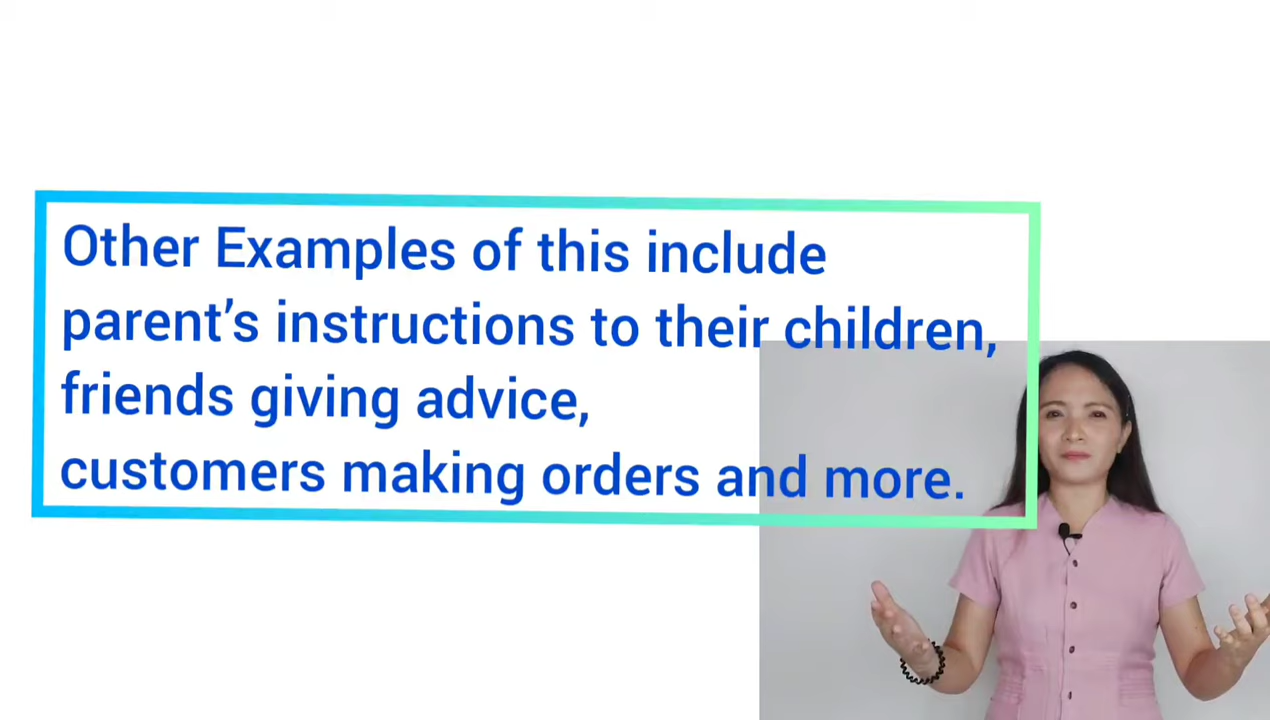 Other Examples of this include
parent’s instructions to their children,
friends giving advice,
customers making orders and more.